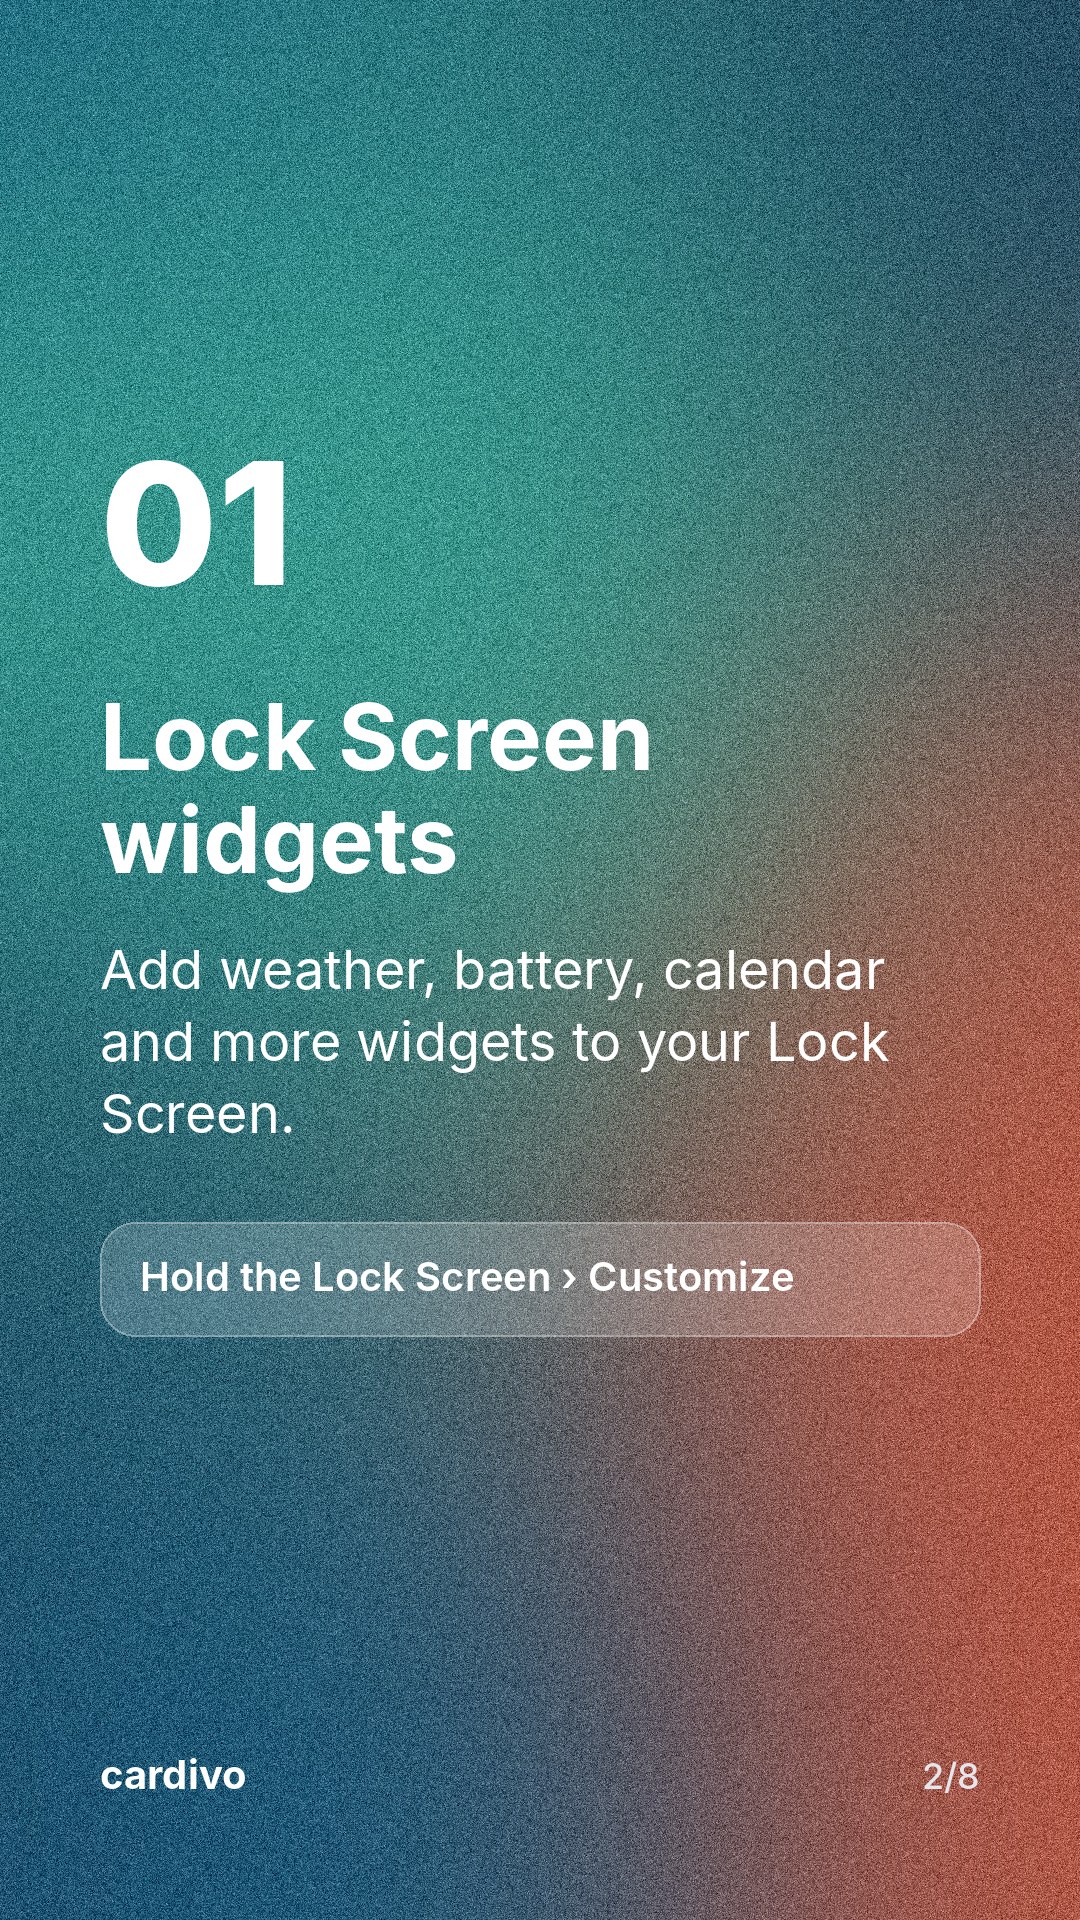 01
Lock Screen
widgets
Add weather, battery, calendar
and more widgets to your Lock
Screen.
Hold the Lock Screen › Customize
cardivo
2/8